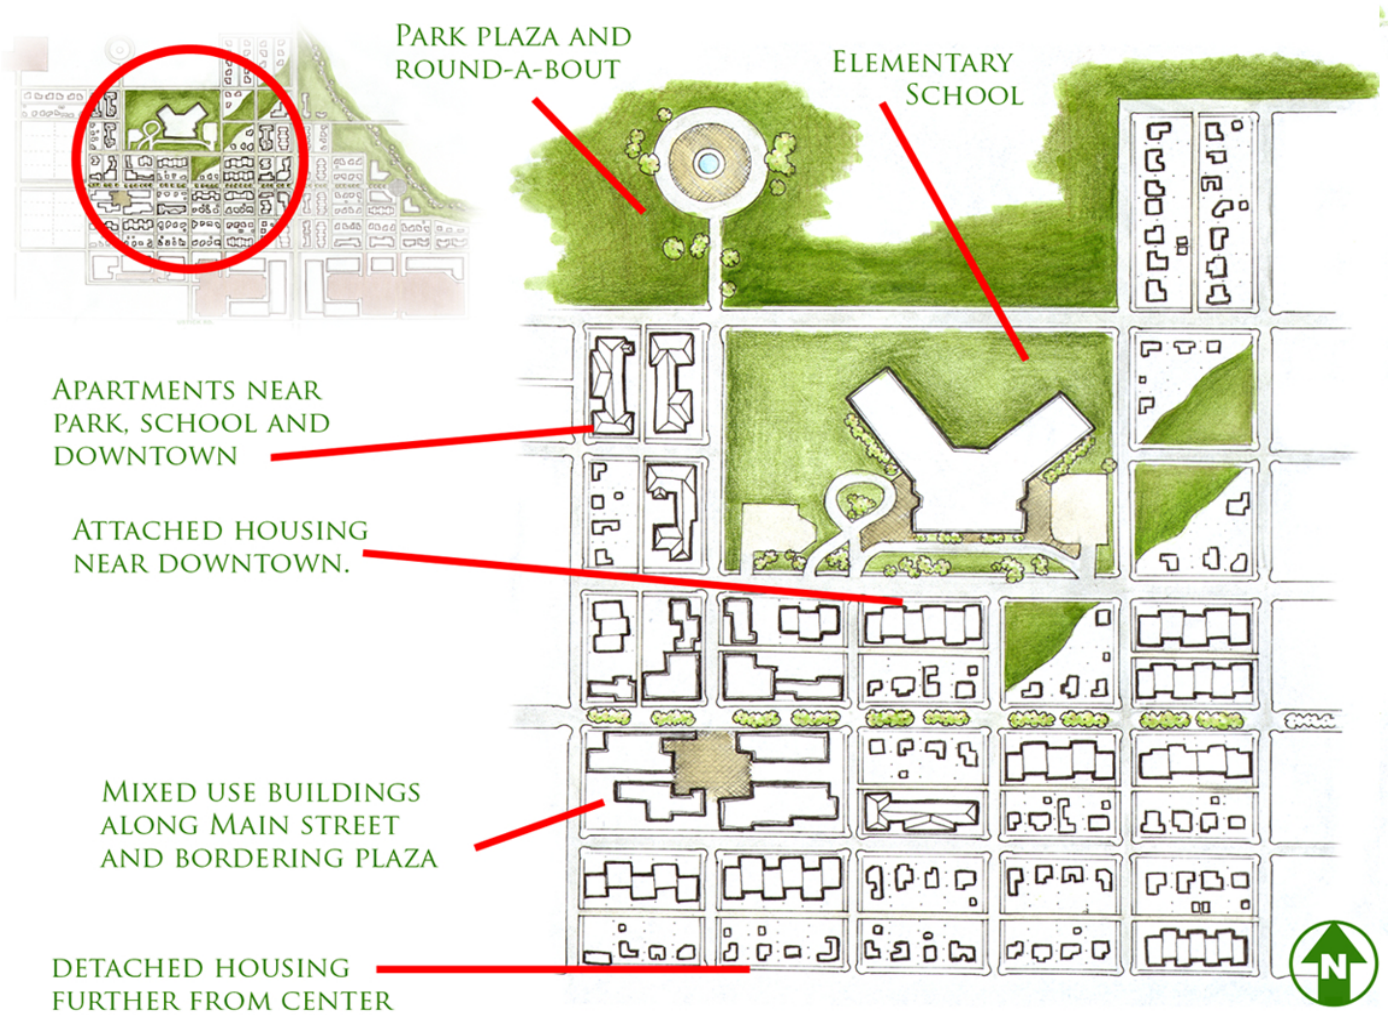 Park plaza and
round-a-bout
Elementary
School
Apartments near
park, school and
downtown
Attached housing
near downtown.
Mixed use buildings
along Main street
and bordering plaza
detached housing
further from center
N